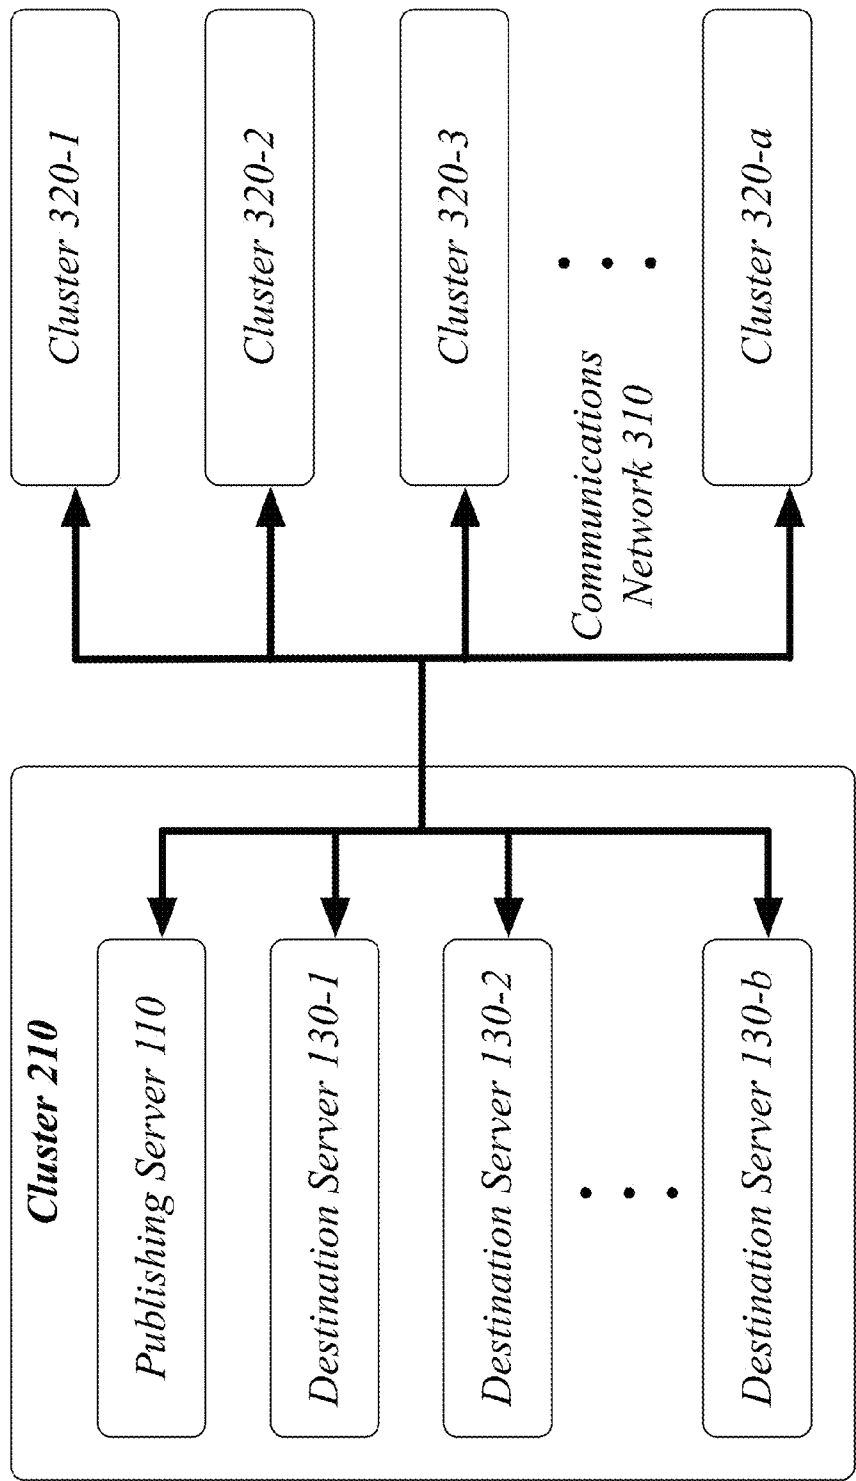 Cluster 210
Publishing Server 110
Destination Server 130-1
Destination Server 130-2
Destination Server 130-b
Cluster 320-1
Cluster 320-2
Cluster 320-3
Communications
Network 310
Cluster 320-a